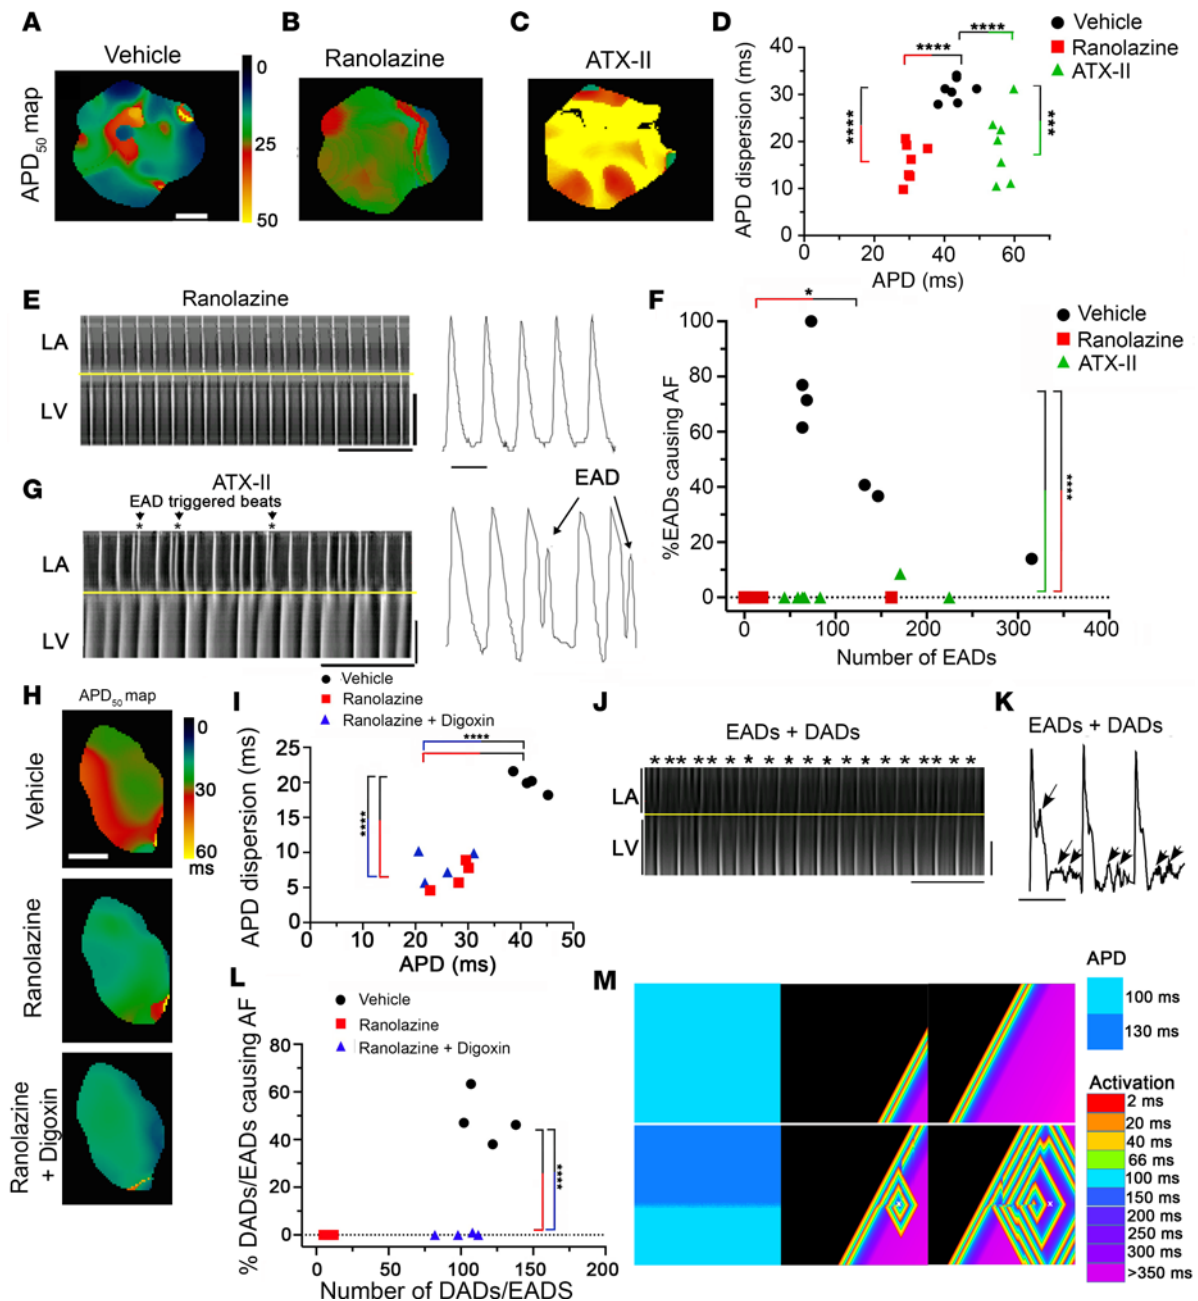 A
Vehicle
APD50 map
0
25
50
B
Ranolazine
C
ATX-II
D
Vehicle
Ranolazine
ATX-II
****
****
****
***
APD dispersion (ms)
40
30
20
10
0
0
20
40
60
APD (ms)
E
Ranolazine
LA
LV
F
*
Vehicle
Ranolazine
ATX-II
****
%EADs causing AF
100
80
60
40
20
0
0
100
200
300
400
Number of EADs
G
ATX-II
EAD triggered beats
* * *
LA
LV
EAD
H
APD50 map
0
30
60
ms
Vehicle
Ranolazine
Ranolazine
+ Digoxin
I
Vehicle
Ranolazine
Ranolazine + Digoxin
****
****
APD dispersion (ms)
25
20
15
10
5
0
0
10
20
30
40
50
APD (ms)
J
EADs + DADs
* ** * ** * * * * * * * * * ** * *
LA
LV
K
EADs + DADs
L
Vehicle
Ranolazine
Ranolazine + Digoxin
****
% DADs/EADs causing AF
80
60
40
20
0
0
50
100
150
200
Number of DADs/EADS
M
APD
100 ms
130 ms
Activation
2 ms
20 ms
40 ms
66 ms
100 ms
150 ms
200 ms
250 ms
300 ms
>350 ms